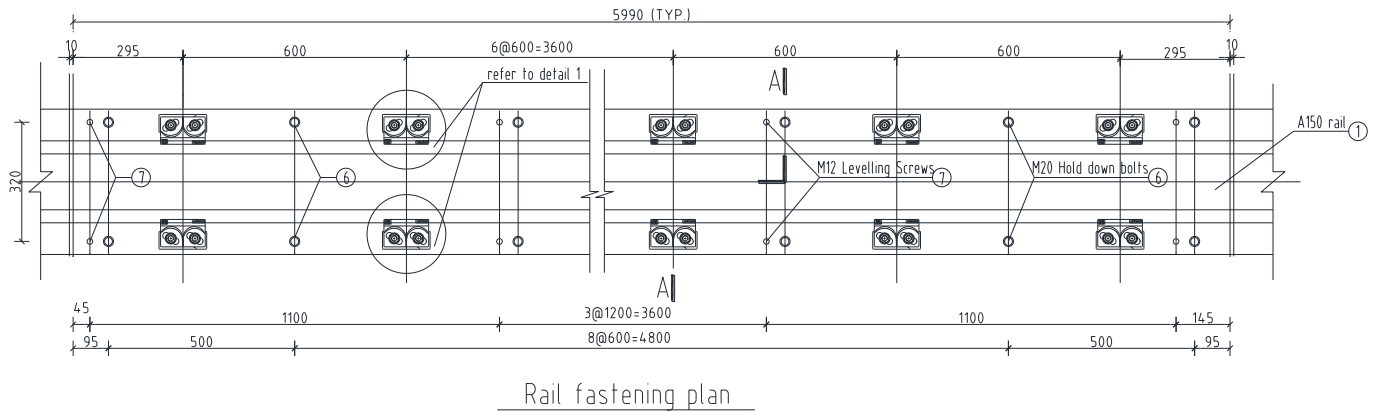 5990 (TYP.)
10 295 600 6@600=3600 600 600 295 10
refer to detail 1
A
A150 rail 1
320
7 6 M12 Levelling Screws 7 M20 Hold down bolts 6
A
45 1100 3@1200=3600 1100 145
95 500 8@600=4800 500 95
Rail fastening plan